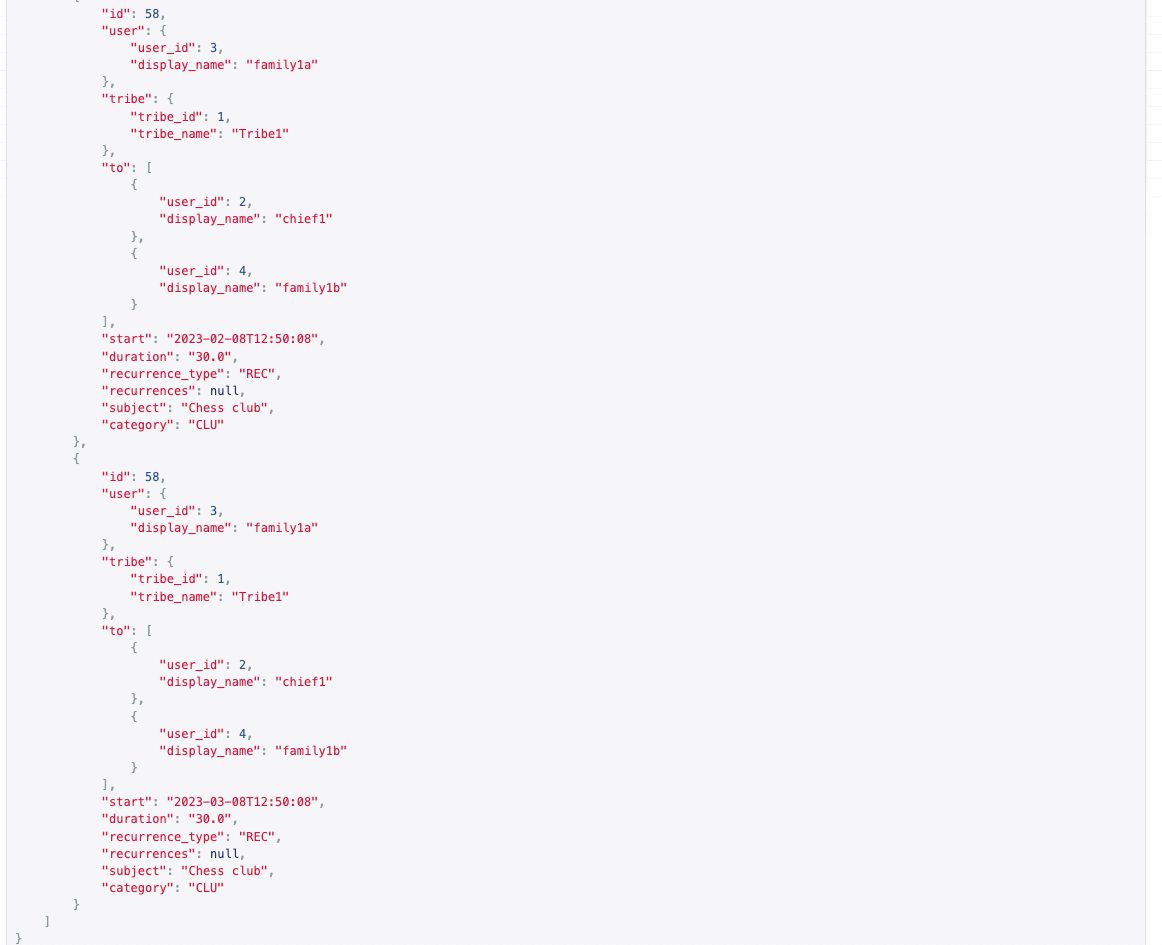 {
"id": 58,
"user": {
"user_id": 3,
"display_name": "family1a"
},
"tribe": {
"tribe_id": 1,
"tribe_name": "Tribe1"
},
"to": [
{
"user_id": 2,
"display_name": "chief1"
},
{
"user_id": 4,
"display_name": "family1b"
}
],
"start": "2023-02-08T12:50:08",
"duration": "30.0",
"recurrence_type": "REC",
"recurrences": null,
"subject": "Chess club",
"category": "CLU"
},
{
"id": 58,
"user": {
"user_id": 3,
"display_name": "family1a"
},
"tribe": {
"tribe_id": 1,
"tribe_name": "Tribe1"
},
"to": [
{
"user_id": 2,
"display_name": "chief1"
},
{
"user_id": 4,
"display_name": "family1b"
}
],
"start": "2023-03-08T12:50:08",
"duration": "30.0",
"recurrence_type": "REC",
"recurrences": null,
"subject": "Chess club",
"category": "CLU"
}
]
}